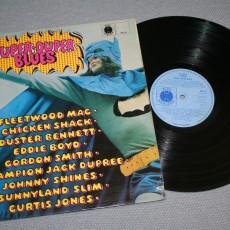 SUPER-DUPER
BLUES
FLEETWOOD MAC •
CHICKEN SHACK •
DUSTER BENNETT •
EDDIE BOYD •
GORDON SMITH •
CHAMPION JACK DUPREE •
JOHNNY SHINES •
SUNNYLAND SLIM •
CURTIS JONES •